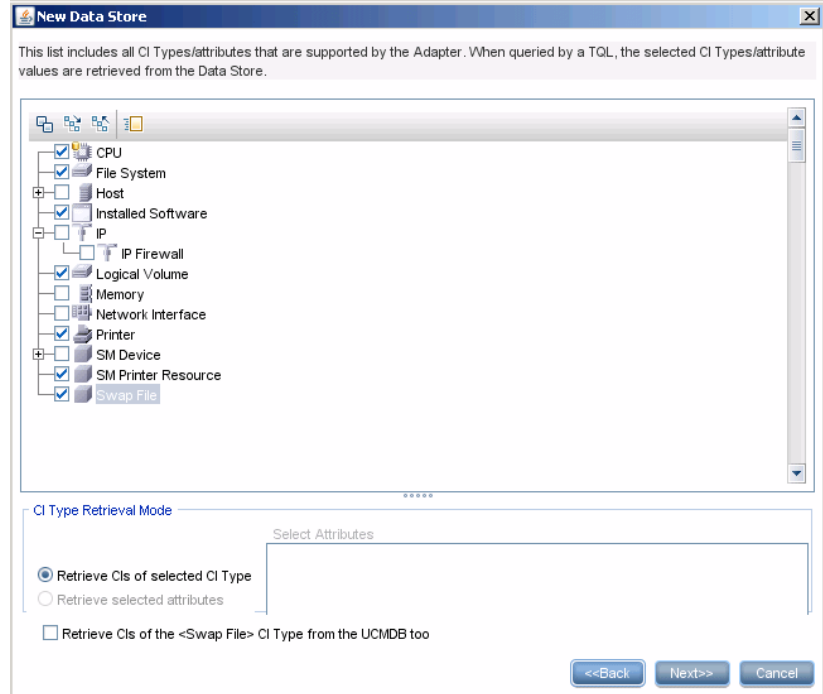 New Data Store
This list includes all CI Types/attributes that are supported by the Adapter. When queried by a TQL, the selected CI Types/attribute
values are retrieved from the Data Store.
CPU
File System
Host
Installed Software
IP
IP Firewall
Logical Volume
Memory
Network Interface
Printer
SM Device
SM Printer Resource
Swap File
CI Type Retrieval Mode
Select Attributes
Retrieve CIs of selected CI Type
Retrieve selected attributes
Retrieve CIs of the <Swap File> CI Type from the UCMDB too
<<Back
Next>>
Cancel